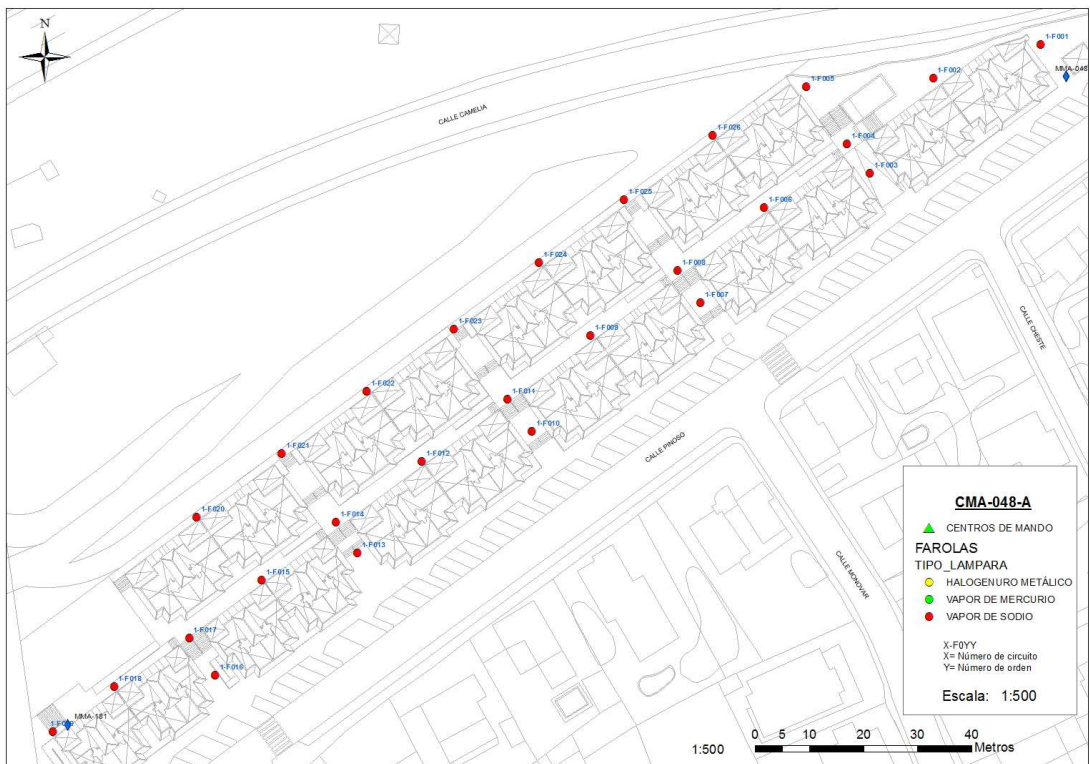 N
1-F001
MMA-048
1-F002
1-F005
CALLE CAMELIA
1-F026
1-F004
1-F003
1-F025
1-F006
1-F024
1-F008
1-F007
CALLE CHESTE
1-F023
1-F009
1-F022
1-F011
1-F010
CALLE PINOSO
1-F021
1-F012
1-F020
1-F014
1-F013
CALLE MONOVAR
1-F015
1-F017
1-F016
1-F018
MMA-181
1-F019
CMA-048-A
CENTROS DE MANDO
FAROLAS
TIPO_LAMPARA
HALOGENURO METÁLICO
VAPOR DE MERCURIO
VAPOR DE SODIO
X-F0YY
X= Número de circuito
Y= Número de orden
Escala: 1:500
1:500
0 5 10 20 30 40
Metros